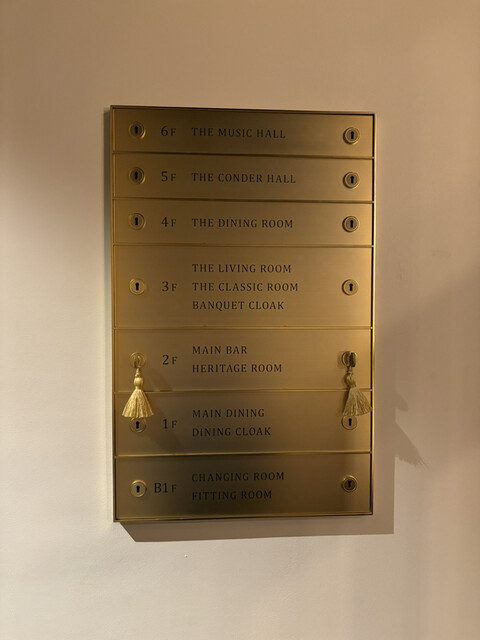 6F THE MUSIC HALL
5F THE CONDER HALL
4F THE DINING ROOM
THE LIVING ROOM
3F THE CLASSIC ROOM
BANQUET CLOAK
2F MAIN BAR
HERITAGE ROOM
1F MAIN DINING
DINING CLOAK
B1F CHANGING ROOM
FITTING ROOM